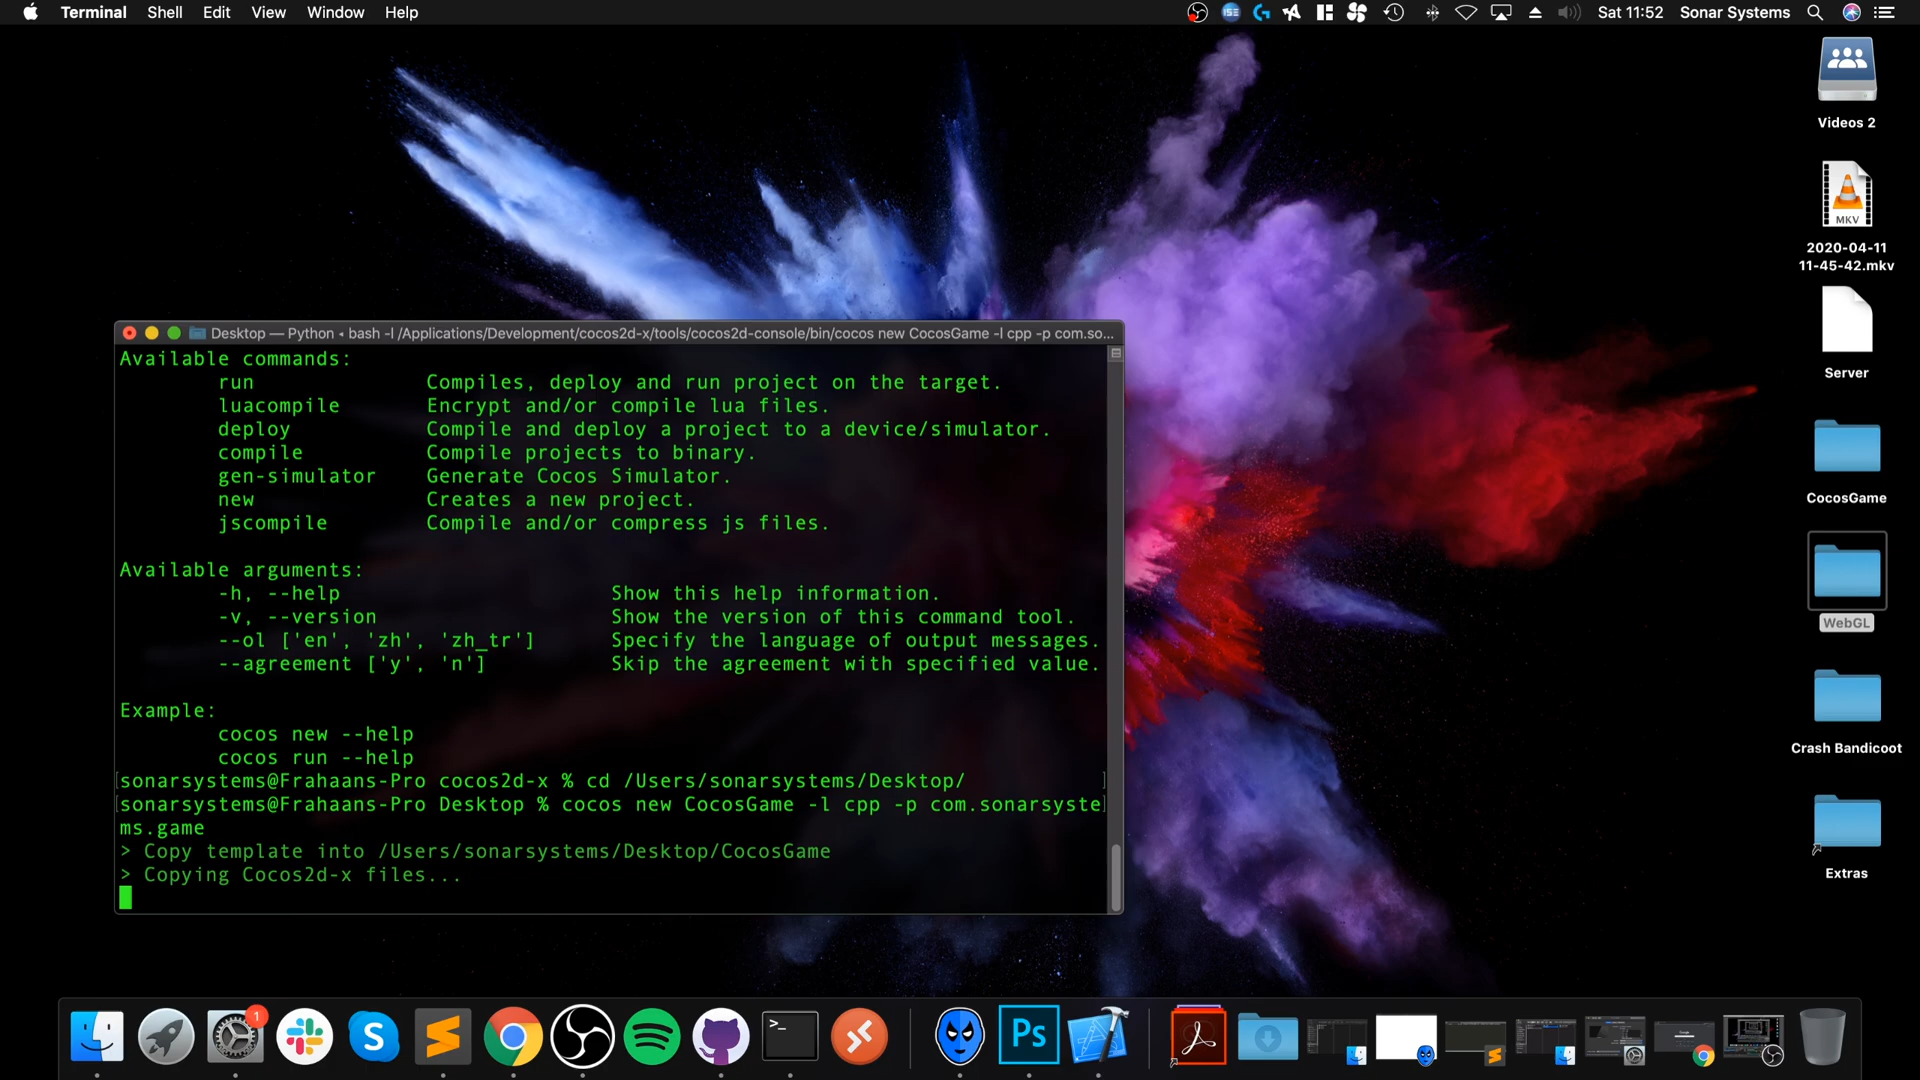 Terminal Shell Edit View Window Help
ISE
Sat 11:52 Sonar Systems
Videos 2
MKV
2020-04-11
11-45-42.mkv
Server
CocosGame
WebGL
Crash Bandicoot
Extras
Desktop — Python ◂ bash -l /Applications/Development/cocos2d-x/tools/cocos2d-console/bin/cocos new CocosGame -l cpp -p com.so...
Available commands:
run Compiles, deploy and run project on the target.
luacompile Encrypt and/or compile lua files.
deploy Compile and deploy a project to a device/simulator.
compile Compile projects to binary.
gen-simulator Generate Cocos Simulator.
new Creates a new project.
jscompile Compile and/or compress js files.
Available arguments:
-h, --help Show this help information.
-v, --version Show the version of this command tool.
--ol ['en', 'zh', 'zh_tr'] Specify the language of output messages.
--agreement ['y', 'n'] Skip the agreement with specified value.
Example:
cocos new --help
cocos run --help
[sonarsystems@Frahaans-Pro cocos2d-x % cd /Users/sonarsystems/Desktop/ ]
[sonarsystems@Frahaans-Pro Desktop % cocos new CocosGame -l cpp -p com.sonarsyste]
ms.game
> Copy template into /Users/sonarsystems/Desktop/CocosGame
> Copying Cocos2d-x files...
1
S
>_
Ps